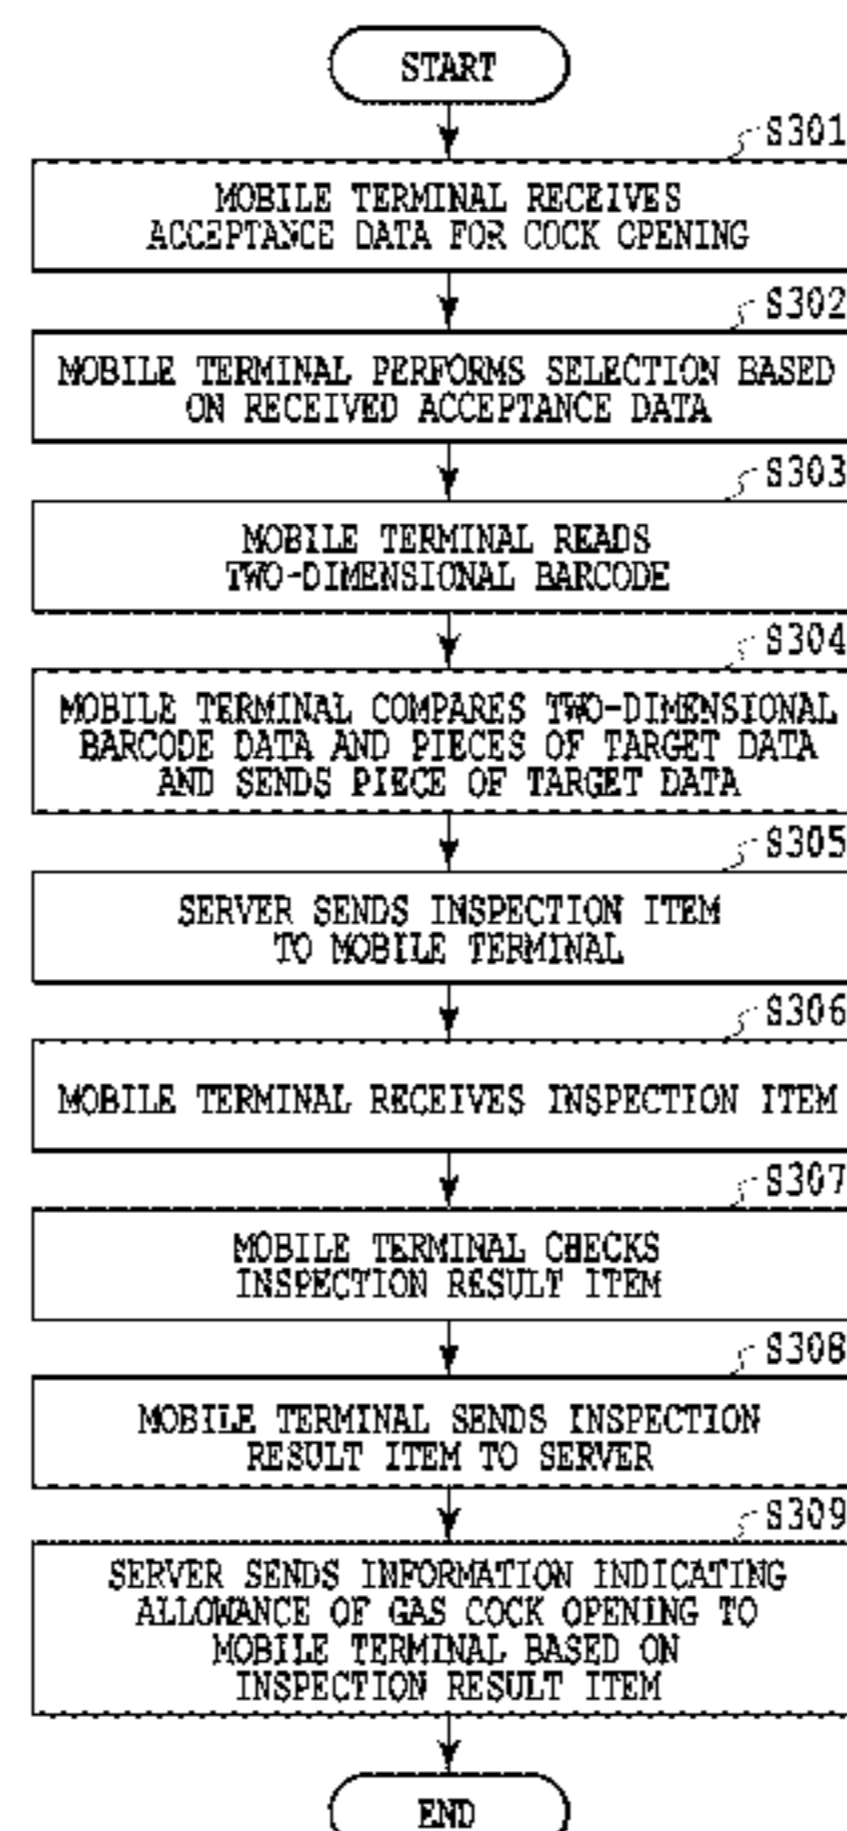 START
S301
MOBILE TERMINAL RECEIVES
ACCEPTANCE DATA FOR COCK OPENING
S302
MOBILE TERMINAL PERFORMS SELECTION BASED
ON RECEIVED ACCEPTANCE DATA
S303
MOBILE TERMINAL READS
TWO-DIMENSIONAL BARCODE
S304
MOBILE TERMINAL COMPARES TWO-DIMENSIONAL
BARCODE DATA AND PIECES OF TARGET DATA
AND SENDS PIECE OF TARGET DATA
S305
SERVER SENDS INSPECTION ITEM
TO MOBILE TERMINAL
S306
MOBILE TERMINAL RECEIVES INSPECTION ITEM
S307
MOBILE TERMINAL CHECKS
INSPECTION RESULT ITEM
S308
MOBILE TERMINAL SENDS INSPECTION
RESULT ITEM TO SERVER
S309
SERVER SENDS INFORMATION INDICATING
ALLOWANCE OF GAS COCK OPENING TO
MOBILE TERMINAL BASED ON
INSPECTION RESULT ITEM
END